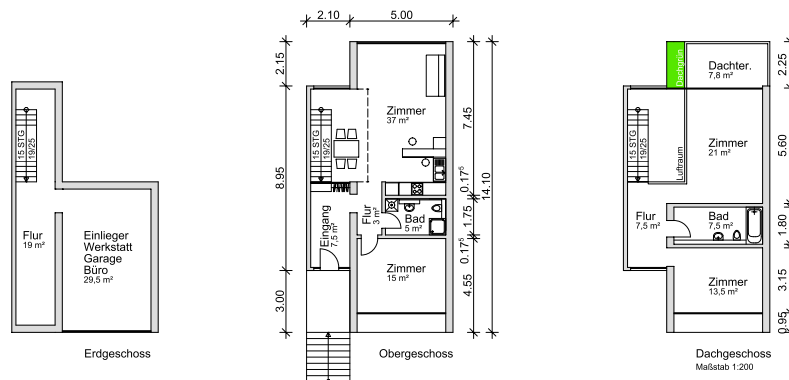 15 STG
19/25
Flur
19 m²
Einlieger
Werkstatt
Garage
Büro
29,5 m²
Erdgeschoss
2.10
5.00
2.15
8.95
3.00
Zimmer
37 m²
15 STG
19/25
Eingang
7,5 m²
Flur
3 m²
Bad
5 m²
Zimmer
15 m²
7.45
0.17⁵
1.75
0.17⁵
4.55
14.10
Obergeschoss
Dachgrün
Dachter.
7,8 m²
15 STG
19/25
Luftraum
Zimmer
21 m²
Flur
7,5 m²
Bad
7,5 m²
Zimmer
13,5 m²
2.25
5.60
1.80
3.15
0.95
Dachgeschoss
Maßstab 1:200